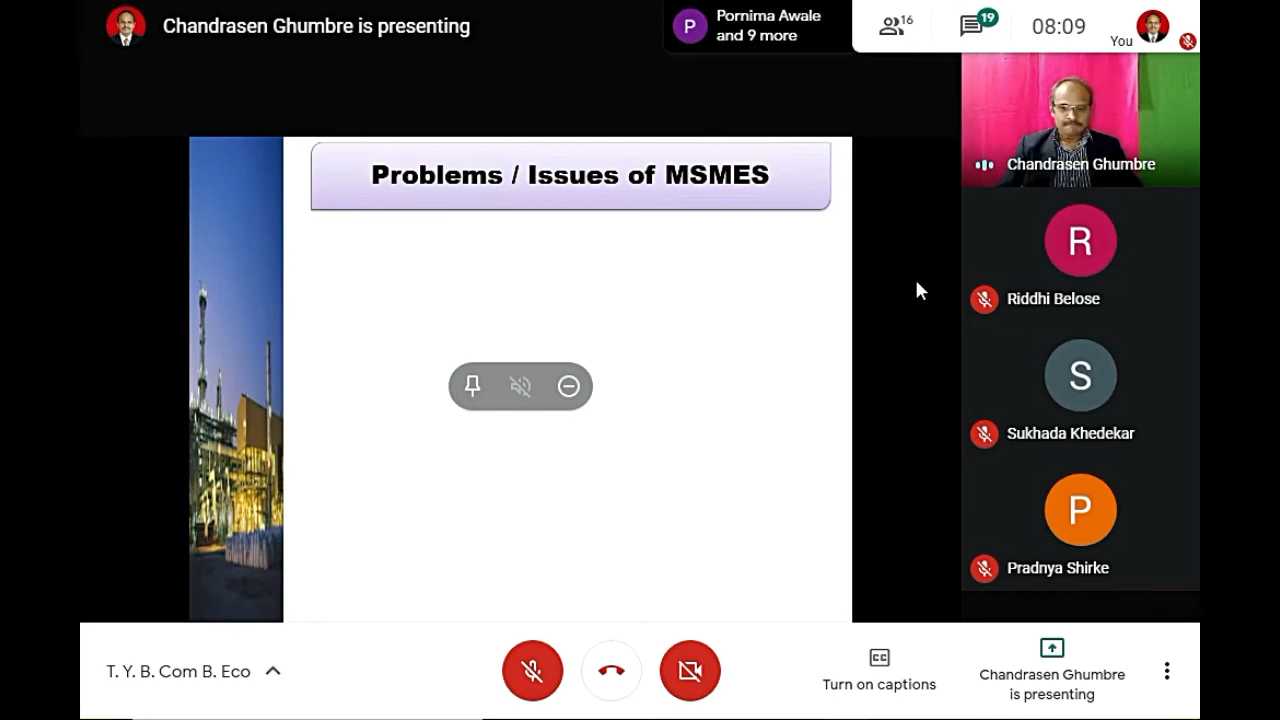 Chandrasen Ghumbre is presenting
P
Pornima Awale
and 9 more
16
19
08:09
You
Problems / Issues of MSMES
Chandrasen Ghumbre
R
Riddhi Belose
S
Sukhada Khedekar
P
Pradnya Shirke
T. Y. B. Com B. Eco
CC
Turn on captions
Chandrasen Ghumbre
is presenting